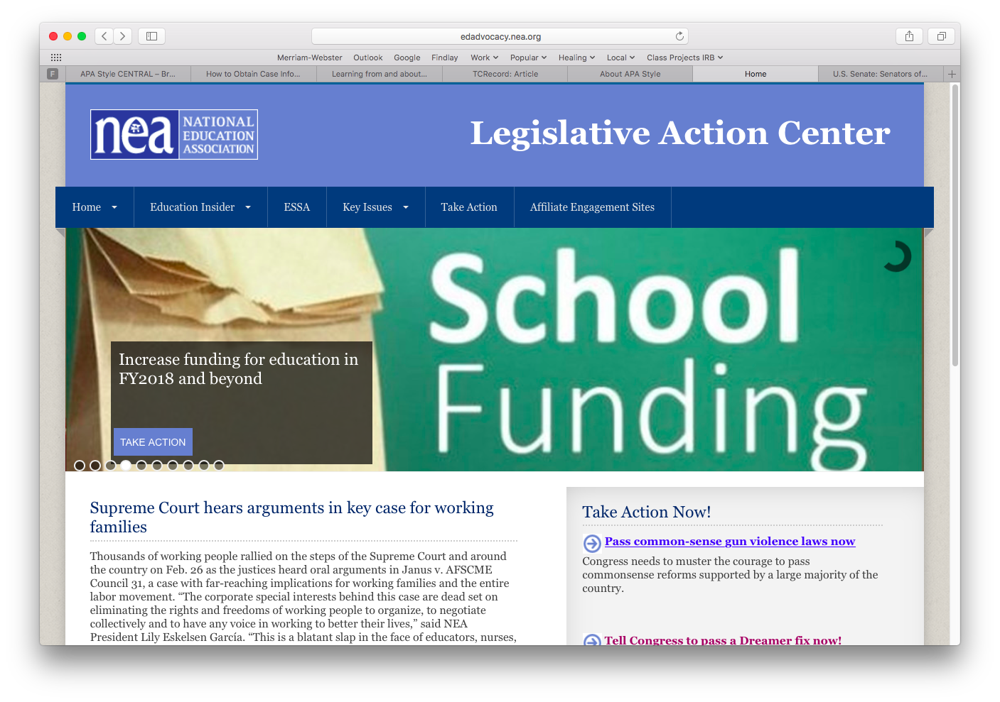 edadvocacy.nea.org
Merriam-Webster Outlook Google Findlay Work Popular Healing Local Class Projects IRB
F APA Style CENTRAL – Br... How to Obtain Case Info... Learning from and about... TCRecord: Article About APA Style Home U.S. Senate: Senators of...
nea NATIONAL
EDUCATION
ASSOCIATION
Legislative Action Center
Home Education Insider ESSA Key Issues Take Action Affiliate Engagement Sites
School
Funding
Increase funding for education in
FY2018 and beyond
TAKE ACTION
Supreme Court hears arguments in key case for working
families
Thousands of working people rallied on the steps of the Supreme Court and around
the country on Feb. 26 as the justices heard oral arguments in Janus v. AFSCME
Council 31, a case with far-reaching implications for working families and the entire
labor movement. “The corporate special interests behind this case are dead set on
eliminating the rights and freedoms of working people to organize, to negotiate
collectively and to have any voice in working to better their lives,” said NEA
President Lily Eskelsen García. “This is a blatant slap in the face of educators, nurses,
Take Action Now!
Pass common-sense gun violence laws now
Congress needs to muster the courage to pass
commonsense reforms supported by a large majority of the
country.
Tell Congress to pass a Dreamer fix now!